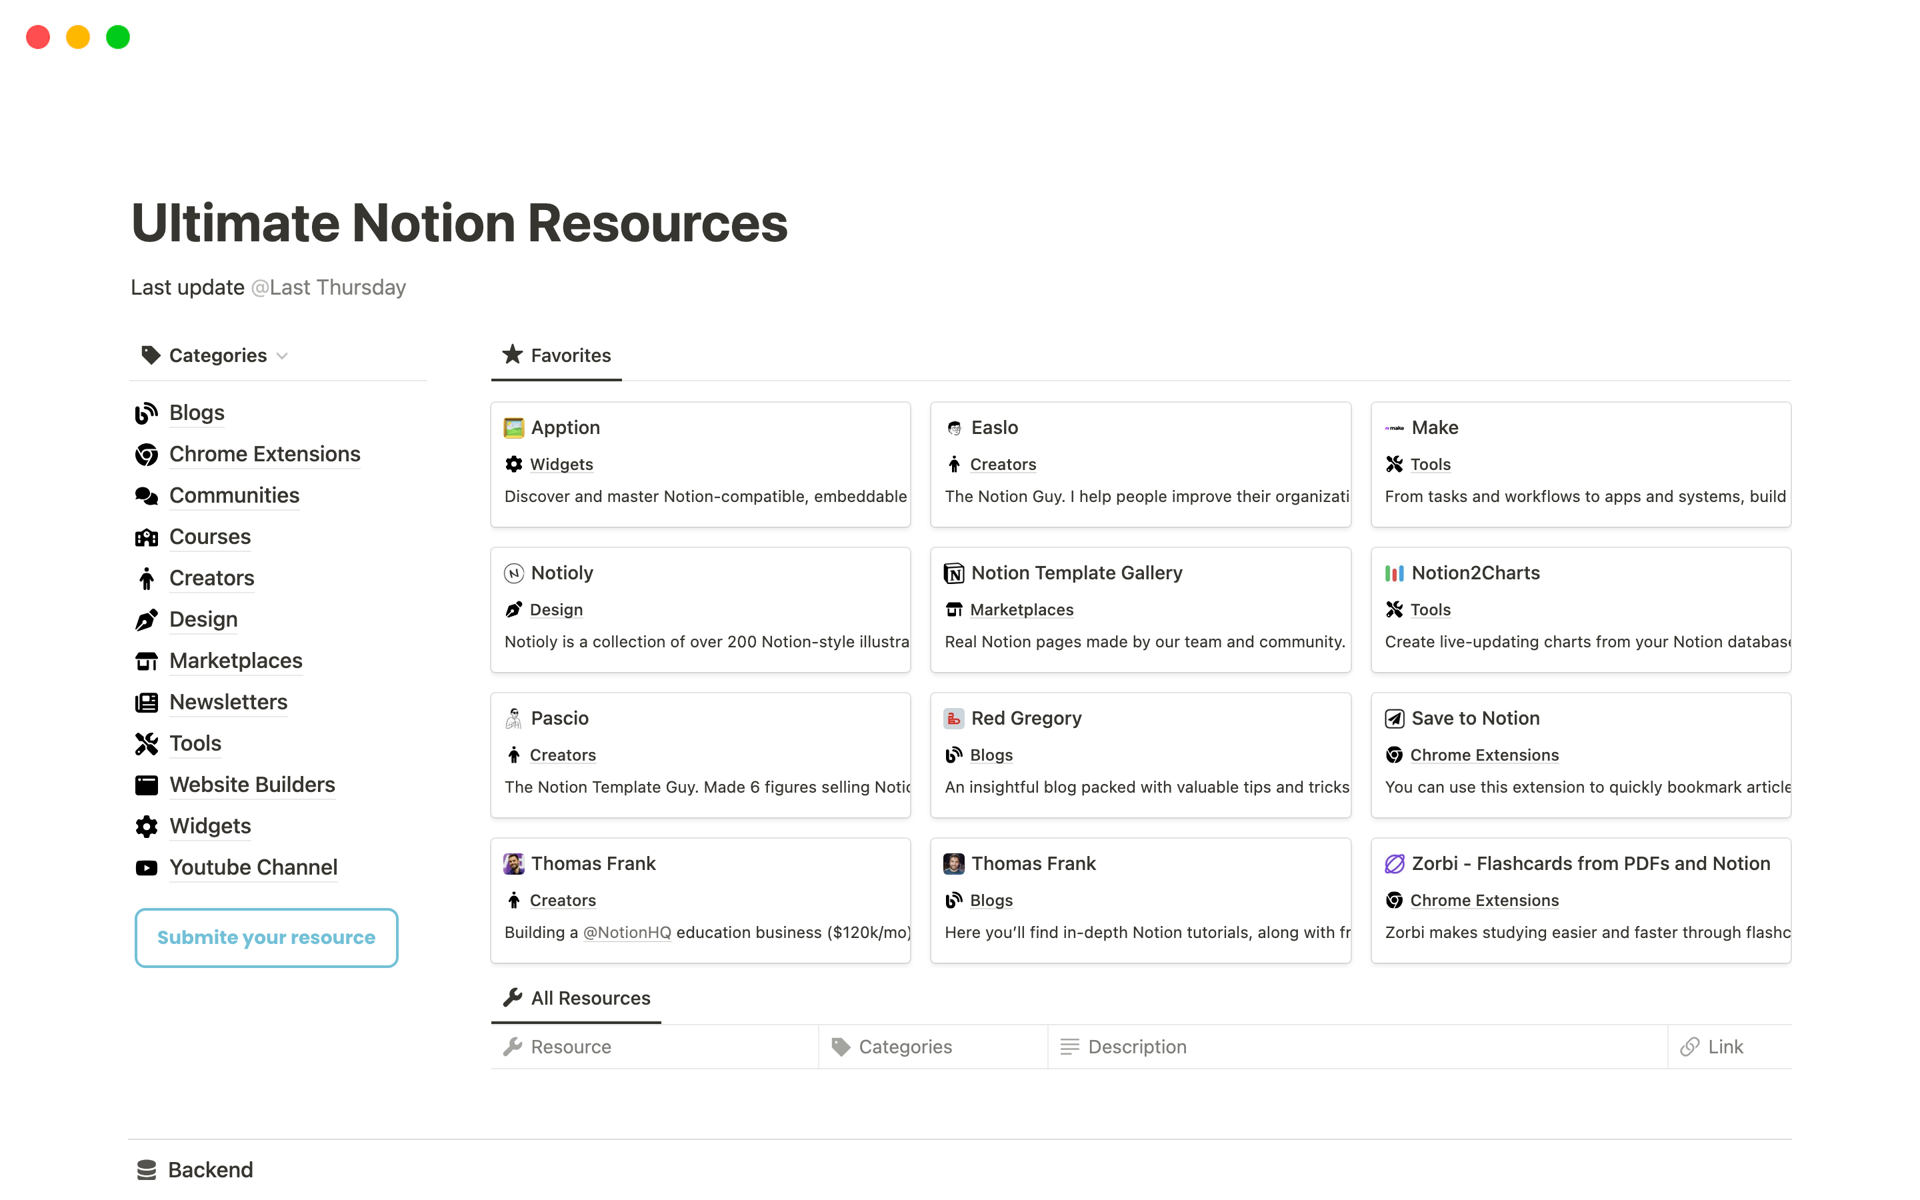 Ultimate Notion Resources
Last update @Last Thursday
Categories
Blogs
Chrome Extensions
Communities
Courses
Creators
Design
Marketplaces
Newsletters
Tools
Website Builders
Widgets
Youtube Channel
Submite your resource
Favorites
Apption
Widgets
Discover and master Notion-compatible, embeddable
Easlo
Creators
The Notion Guy. I help people improve their organizati
make
Make
Tools
From tasks and workflows to apps and systems, build
Notioly
Design
Notioly is a collection of over 200 Notion-style illustra
Notion Template Gallery
Marketplaces
Real Notion pages made by our team and community.
Notion2Charts
Tools
Create live-updating charts from your Notion database
Pascio
Creators
The Notion Template Guy. Made 6 figures selling Notio
Red Gregory
Blogs
An insightful blog packed with valuable tips and tricks
Save to Notion
Chrome Extensions
You can use this extension to quickly bookmark article
Thomas Frank
Creators
Building a @NotionHQ education business ($120k/mo)
Thomas Frank
Blogs
Here you’ll find in-depth Notion tutorials, along with fr
Zorbi - Flashcards from PDFs and Notion
Chrome Extensions
Zorbi makes studying easier and faster through flashc
All Resources
Resource Categories Description Link
Backend